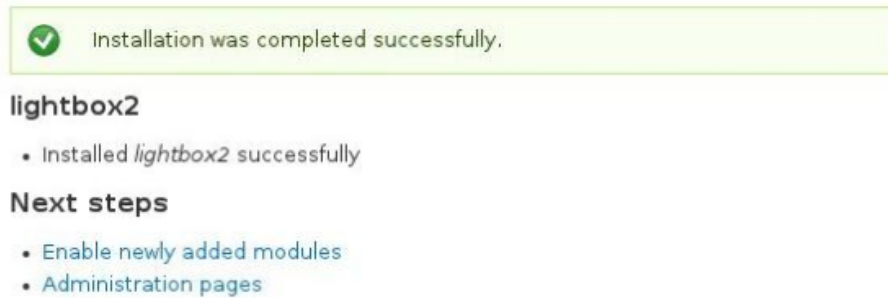 Installation was completed successfully.
lightbox2
• Installed lightbox2 successfully
Next steps
• Enable newly added modules
• Administration pages